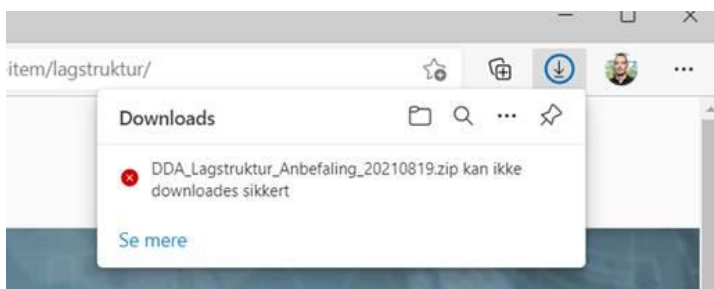 item/lagstruktur/
Downloads
DDA_Lagstruktur_Anbefaling_20210819.zip kan ikke
downloades sikkert
Se mere